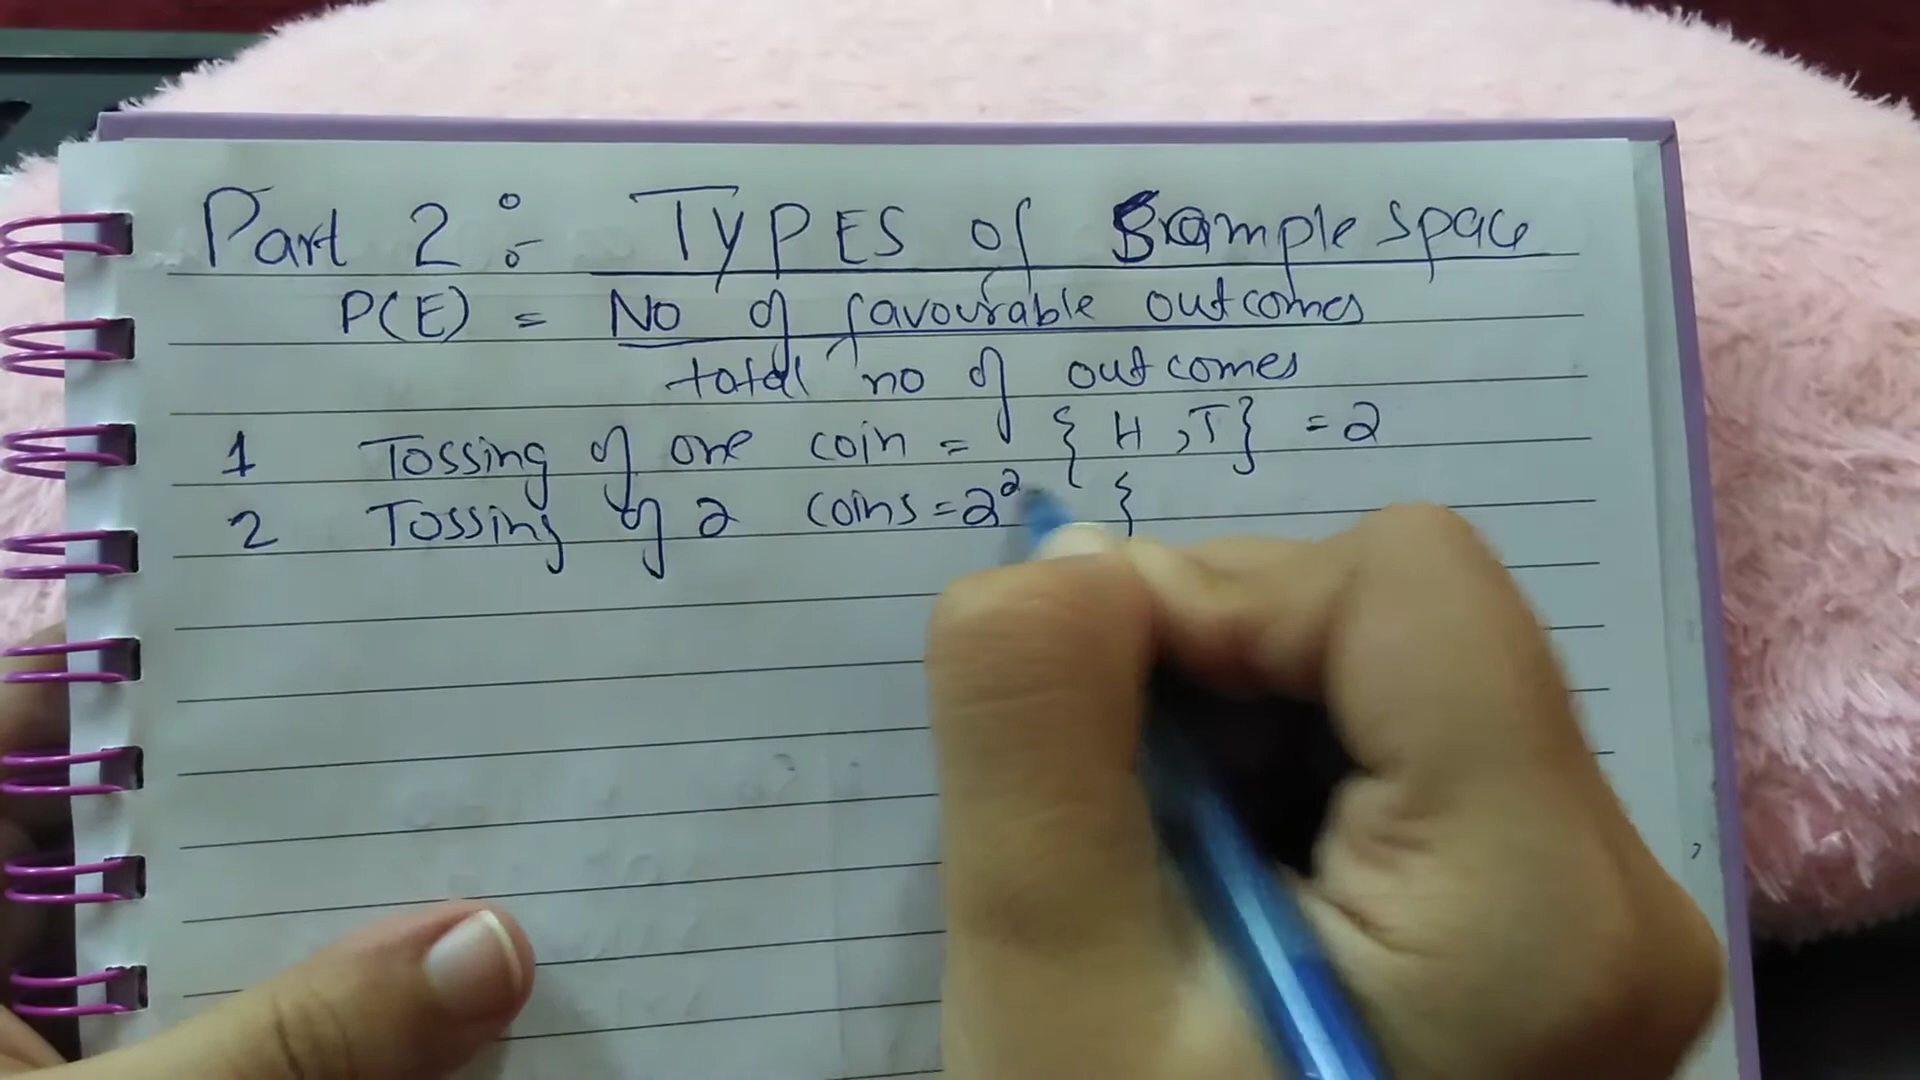 Part 2 : TYPES of Sample space
P(E) = No of favourable outcomes
total no of outcomes
1 Tossing of one coin = { H , T } = 2
2 Tossing of 2 coins = 2² {